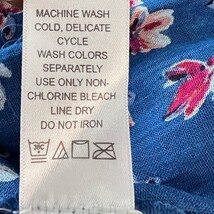 MACHINE WASH
COLD, DELICATE
CYCLE
WASH COLORS
SEPARATELY
USE ONLY NON-
CHLORINE BLEACH
LINE DRY
DO NOT IRON